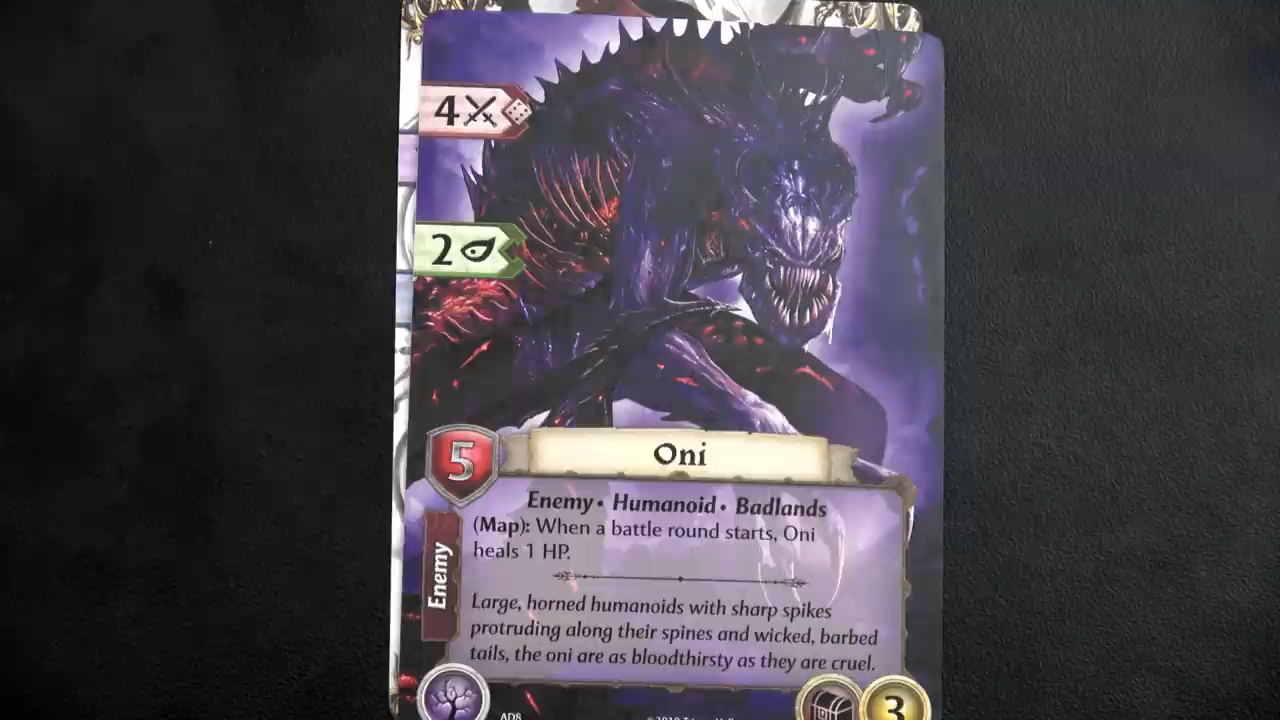 4
2
5
Oni
Enemy • Humanoid • Badlands
(Map): When a battle round starts, Oni
heals 1 HP.
Enemy
Large, horned humanoids with sharp spikes
protruding along their spines and wicked, barbed
tails, the oni are as bloodthirsty as they are cruel.
3
AD8